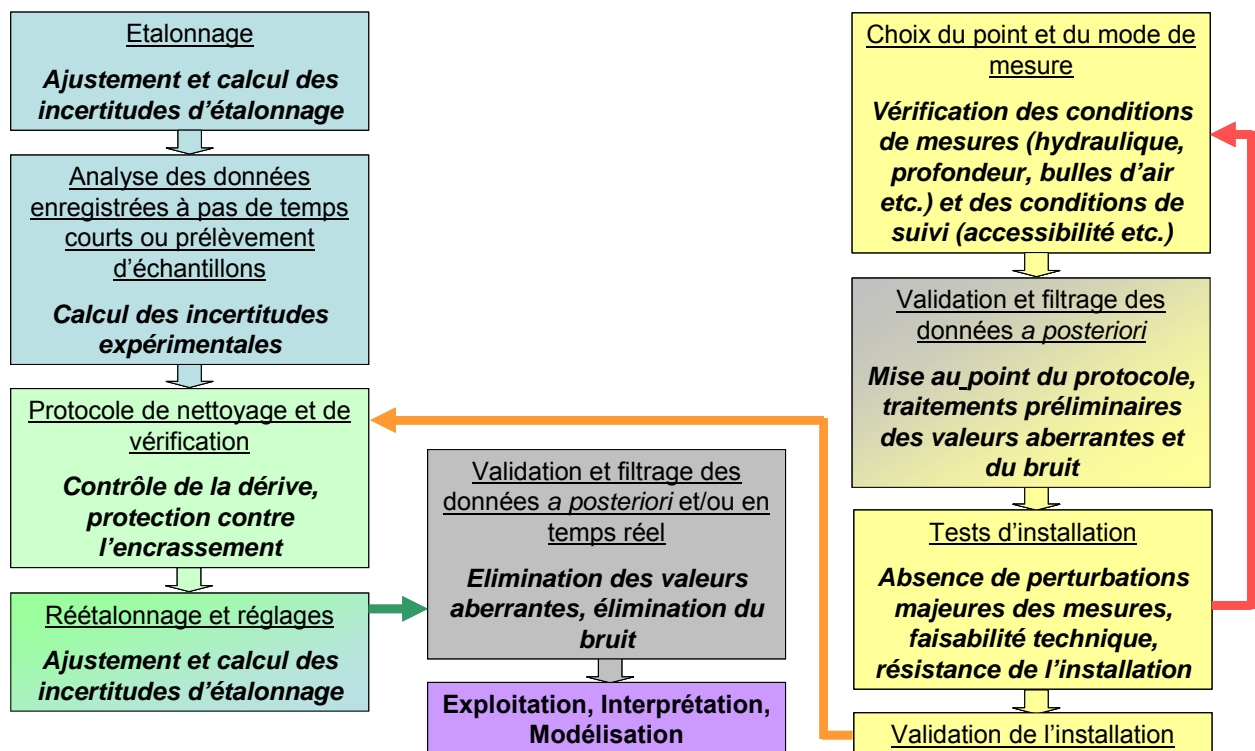 Etalonnage
Ajustement et calcul des
incertitudes d'étalonnage
Analyse des données
enregistrées à pas de temps
courts ou prélèvement
d'échantillons
Calcul des incertitudes
expérimentales
Protocole de nettoyage et de
vérification
Contrôle de la dérive,
protection contre
l'encrassement
Réétalonnage et réglages
Ajustement et calcul des
incertitudes d'étalonnage
Validation et filtrage des
données a posteriori et/ou en
temps réel
Elimination des valeurs
aberrantes, élimination du
bruit
Exploitation, Interprétation,
Modélisation
Choix du point et du mode de
mesure
Vérification des conditions
de mesures (hydraulique,
profondeur, bulles d'air
etc.) et des conditions de
suivi (accessibilité etc.)
Validation et filtrage des
données a posteriori
Mise au point du protocole,
traitements préliminaires
des valeurs aberrantes et
du bruit
Tests d'installation
Absence de perturbations
majeures des mesures,
faisabilité technique,
résistance de l'installation
Validation de l'installation